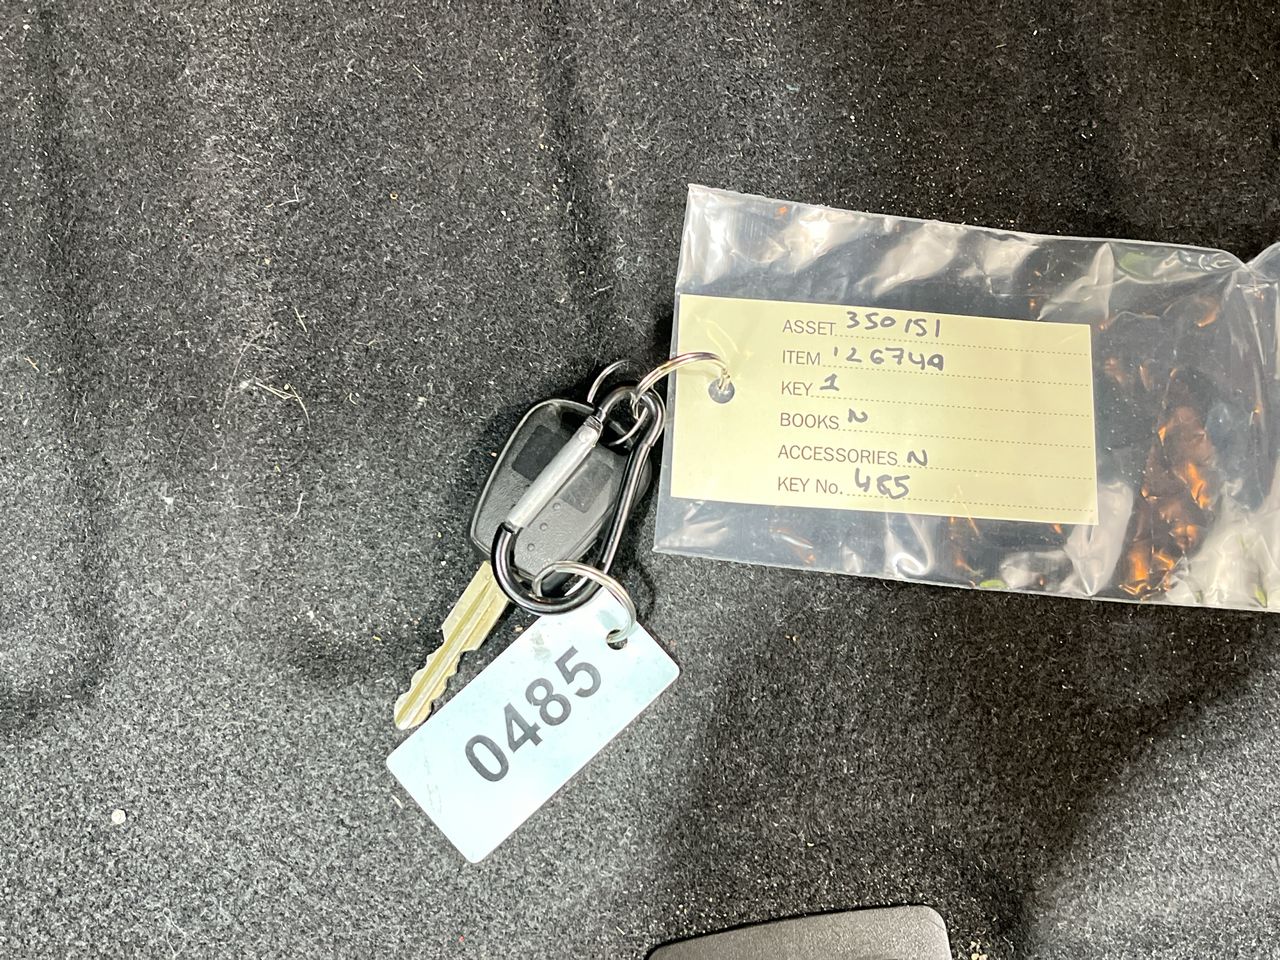 ASSET 350151
ITEM 126749
KEY 1
BOOKS N
ACCESSORIES N
KEY No. 485
0485